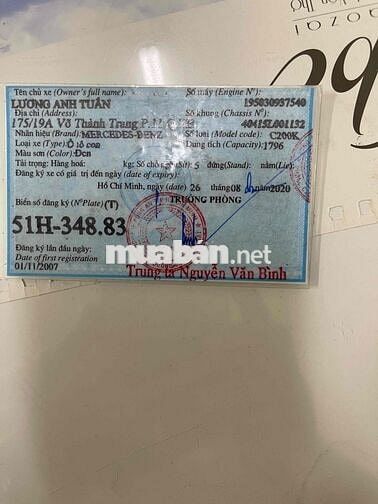 Tên chủ xe (Owner's full name): Số máy (Engine Nº):
LƯƠNG ANH TUẤN 195030937540
Địa chỉ (Address): Số khung (Chassis Nº):
175/19A Võ Thành Trang P. 404152.001132
Nhãn hiệu (Brand): MERCEDES-BENZ Số loại (Model code): C200K
Loại xe (Type): Ô tô con Dung tích (Capacity): 1796
Màu sơn (Color): Đen
Tải trọng: Hàng hoá: kg; Số chỗ ngồi (Sit): 5 đứng (Stand): nằm (Lie):
Đăng ký xe có giá trị đến ngày (date of expiry):
Hồ Chí Minh, ngày (date) 26 tháng 08 năm 2020
Biển số đăng ký (NºPlate) (T) TRƯỞNG PHÒNG
51H-348.83
muaban.net
Đăng ký lần đầu ngày:
Date of first registration
01/11/2007
Trung tá Nguyễn Văn Bình